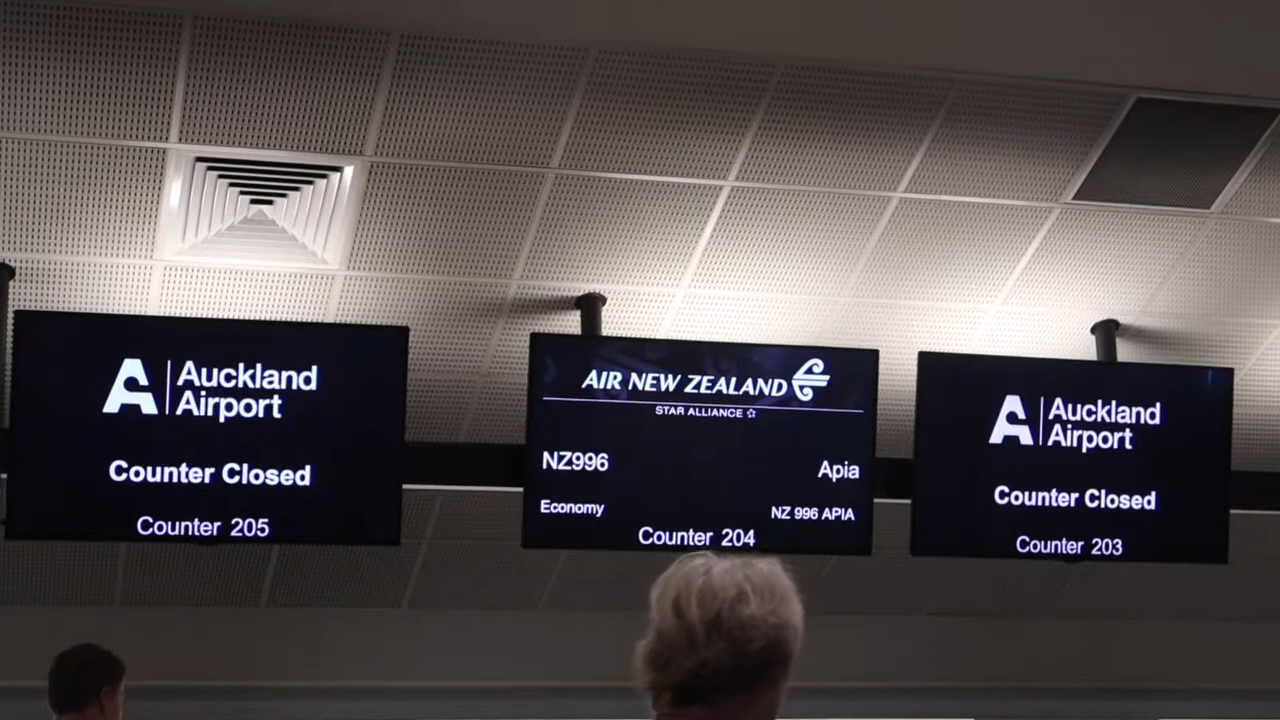 Auckland
Airport
Counter Closed
Counter 205
AIR NEW ZEALAND
STAR ALLIANCE
NZ996 Apia
Economy NZ 996 APIA
Counter 204
Auckland
Airport
Counter Closed
Counter 203